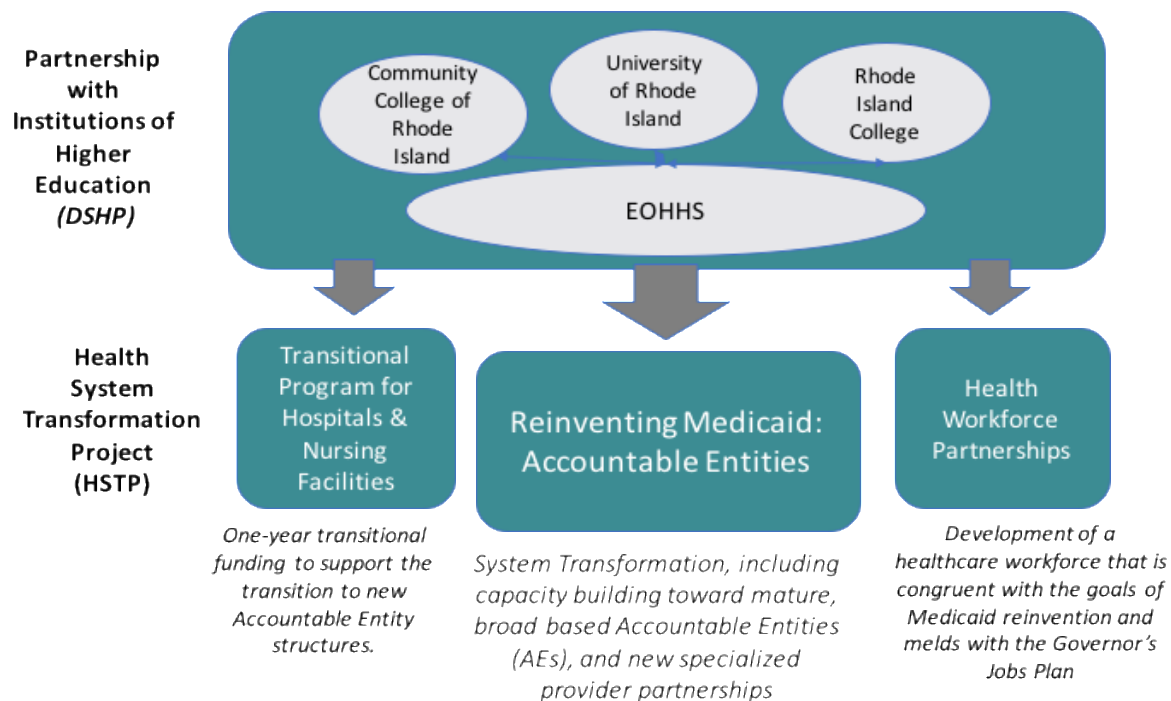 Partnership
with
Institutions of
Higher
Education
(DSHP)
Community
College of
Rhode
Island
University
of Rhode
Island
Rhode
Island
College
EOHHS
Health
System
Transformation
Project
(HSTP)
Transitional
Program for
Hospitals &
Nursing
Facilities
Reinventing Medicaid:
Accountable Entities
Health
Workforce
Partnerships
One-year transitional
funding to support the
transition to new
Accountable Entity
structures.
System Transformation, including
capacity building toward mature,
broad based Accountable Entities
(AEs), and new specialized
provider partnerships
Development of a
healthcare workforce that is
congruent with the goals of
Medicaid reinvention and
melds with the Governor's
Jobs Plan